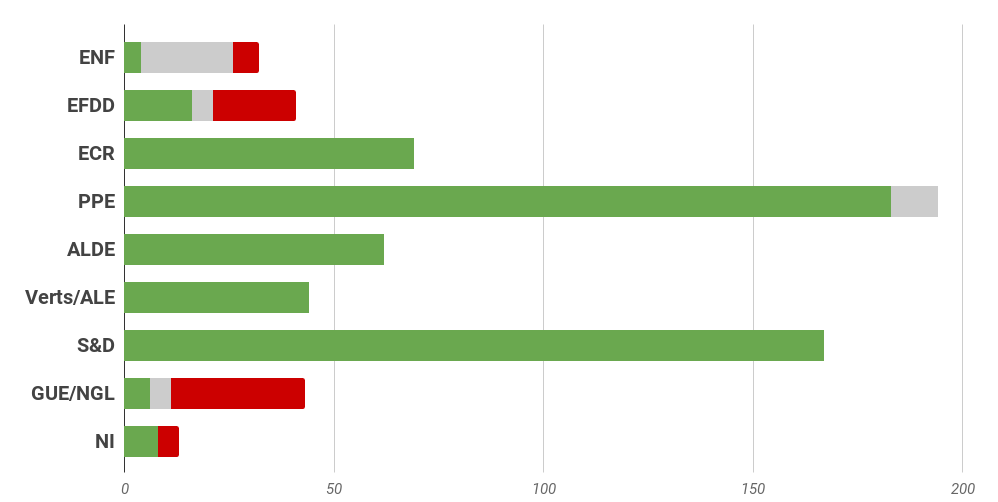 ENF
EFDD
ECR
PPE
ALDE
Verts/ALE
S&D
GUE/NGL
NI
0 50 100 150 200